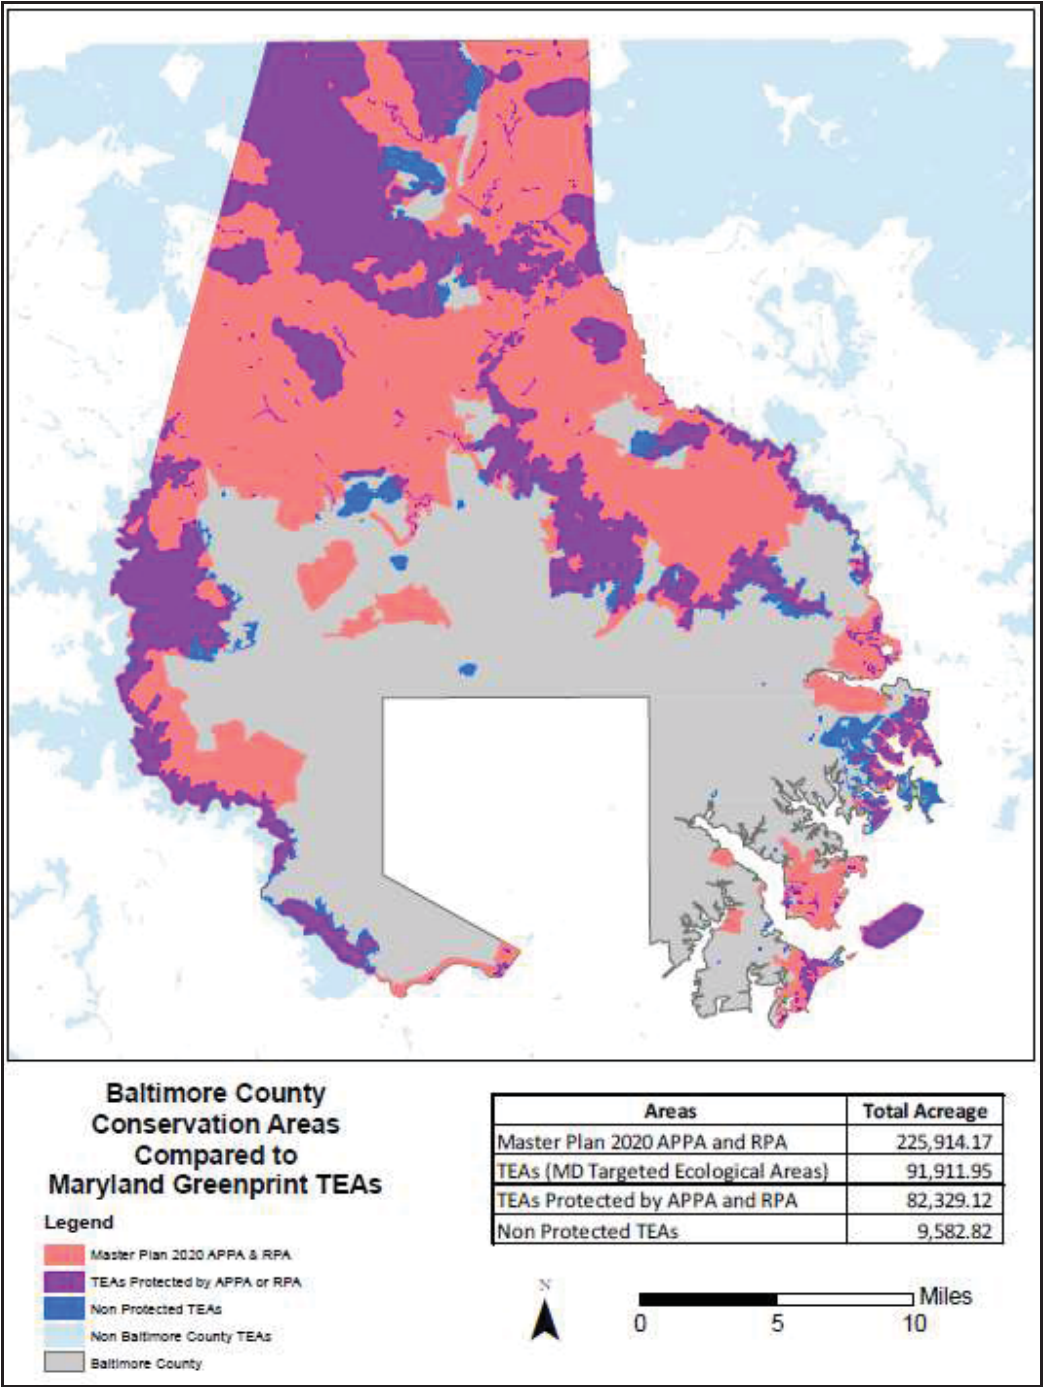 Baltimore County
Conservation Areas
Compared to
Maryland Greenprint TEAs
Legend
Master Plan 2020 APPA & RPA
TEAs Protected by APPA or RPA
Non Protected TEAs
Non Baltimore County TEAs
Baltimore County
Areas Total Acreage
Master Plan 2020 APPA and RPA 225,914.17
TEAs (MD Targeted Ecological Areas) 91,911.95
TEAs Protected by APPA and RPA 82,329.12
Non Protected TEAs 9,582.82
N
Miles
0 5 10